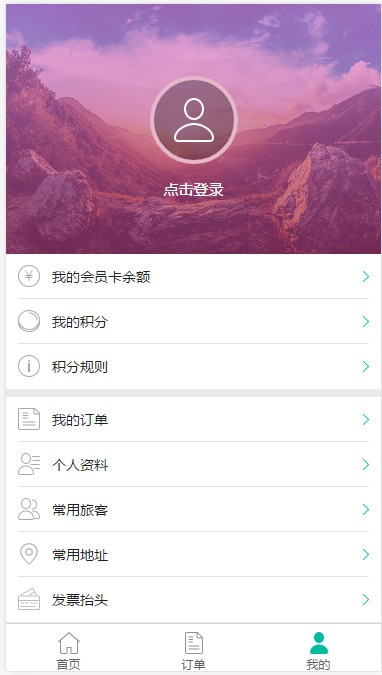 点击登录
我的会员卡余额
我的积分
积分规则
我的订单
个人资料
常用旅客
常用地址
发票抬头
首页
订单
我的